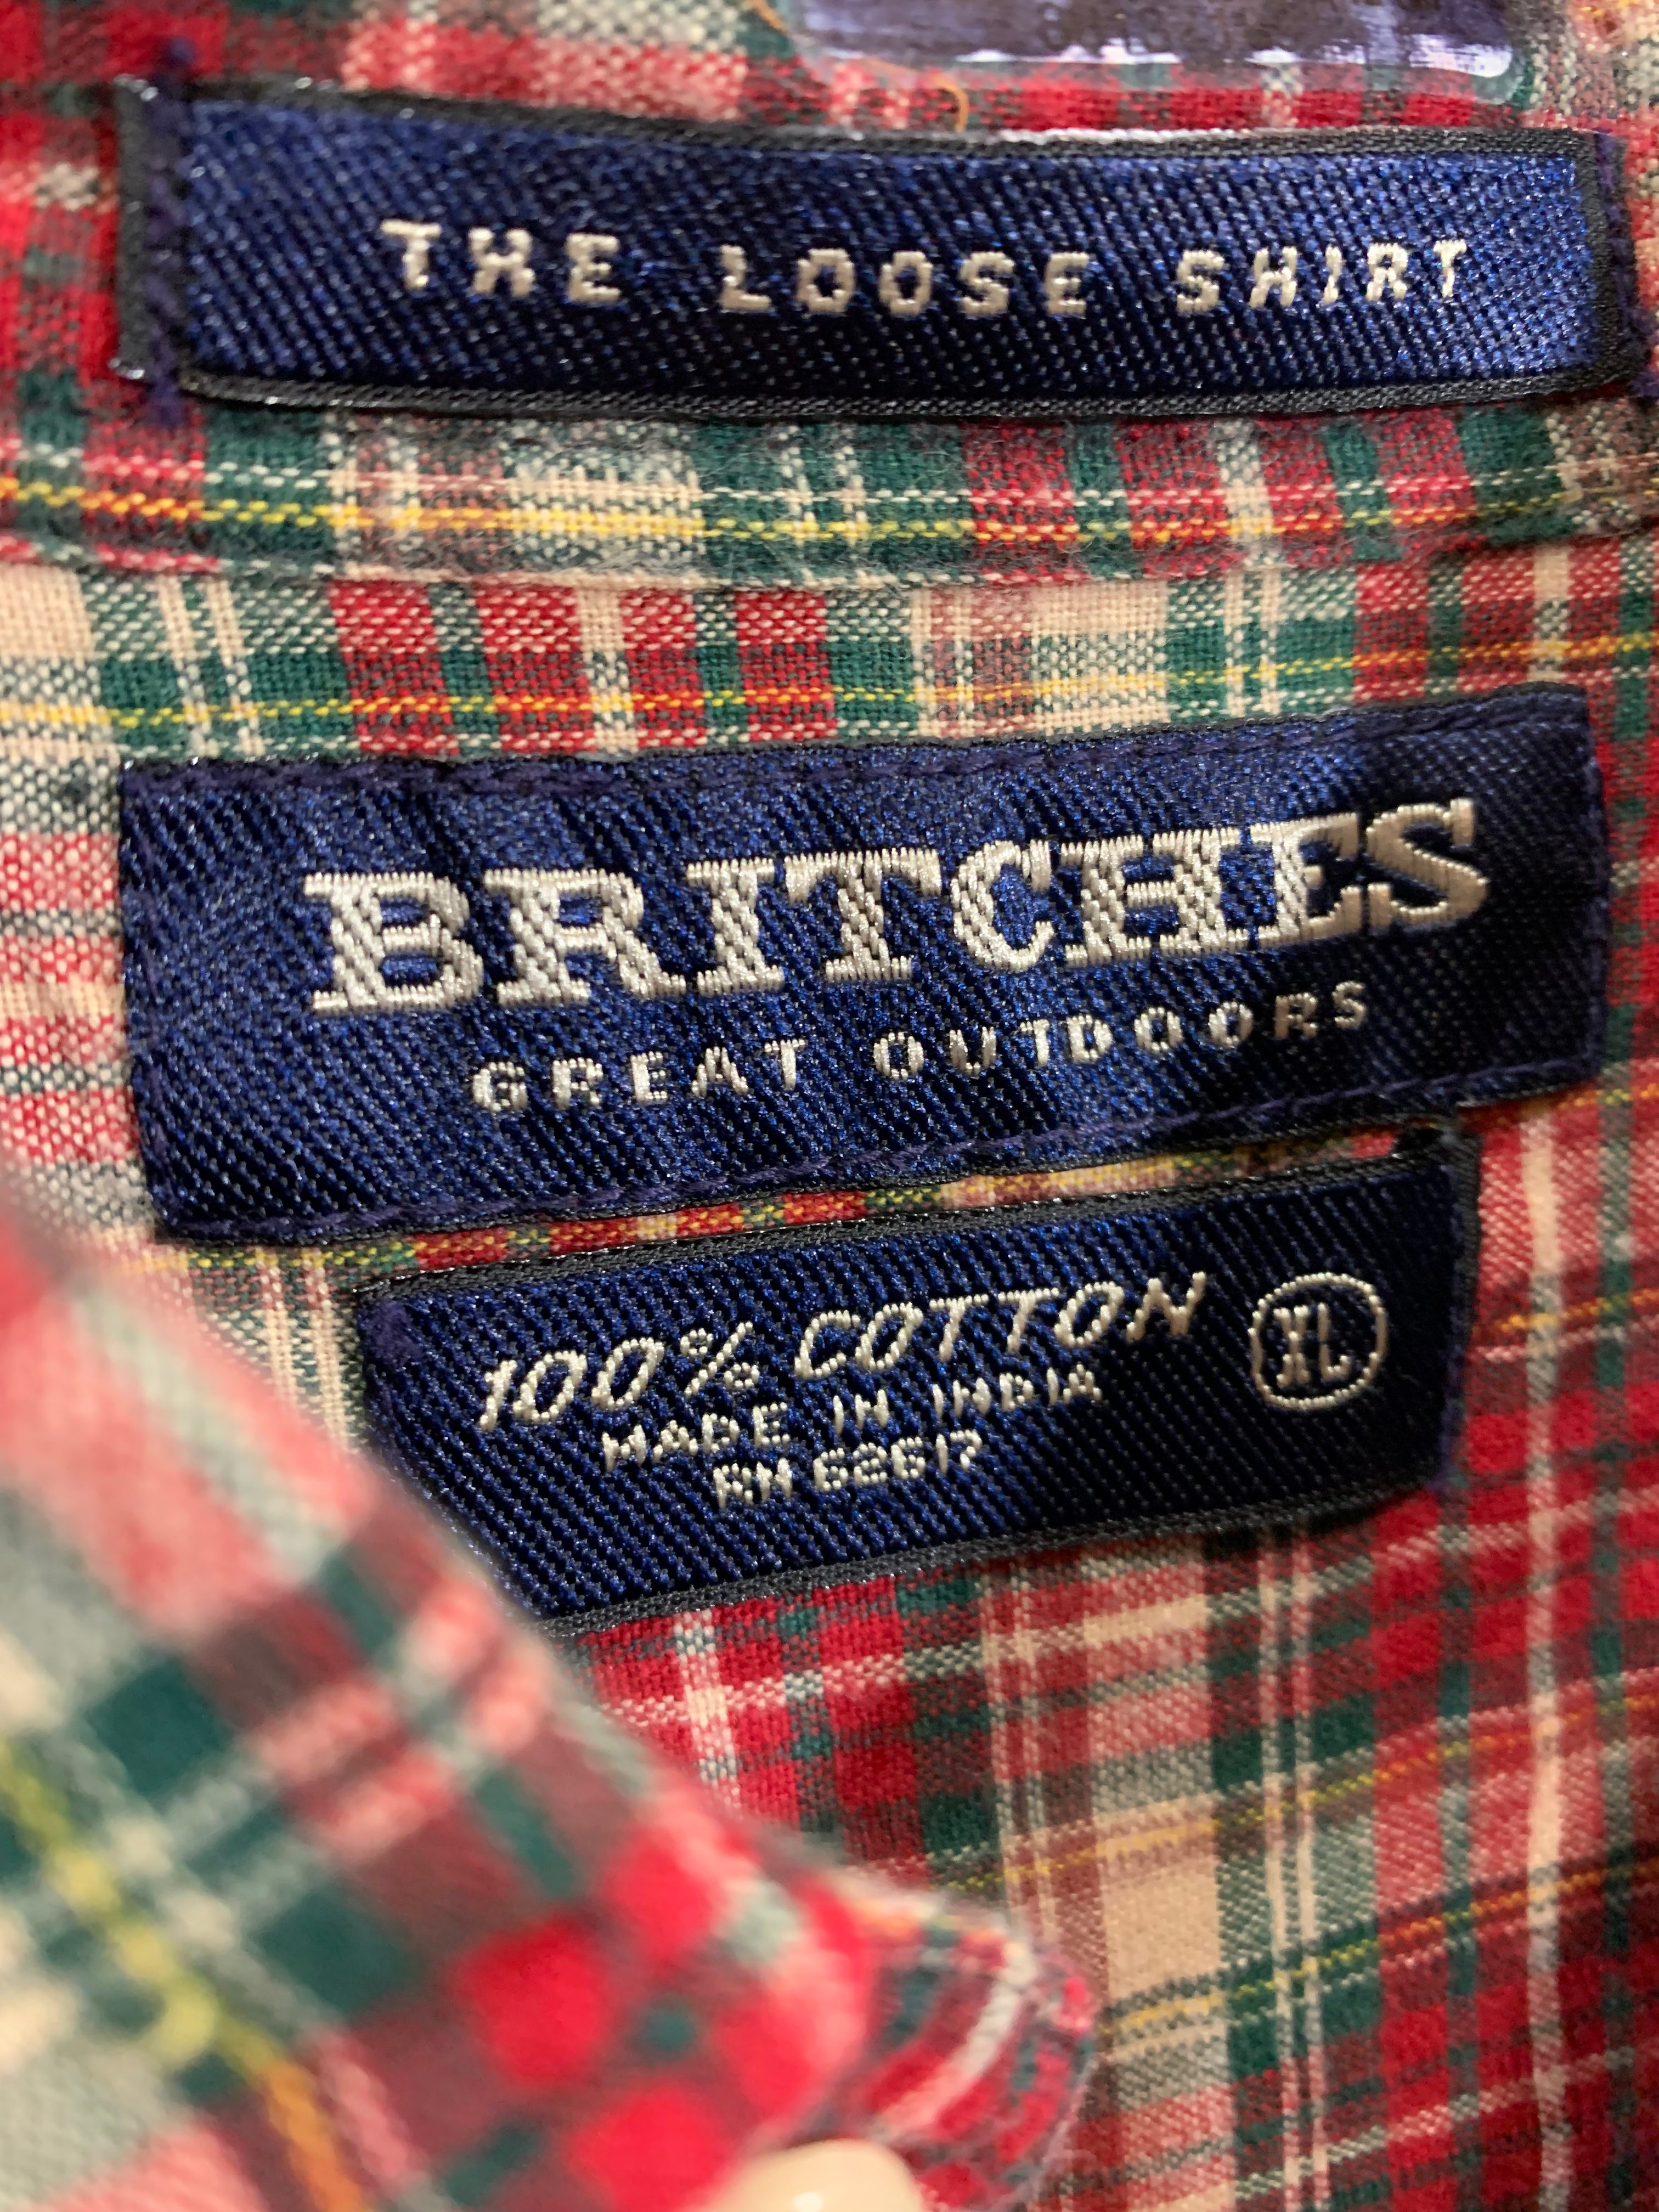 THE LOOSE SHIRT
BRITCHES
GREAT OUTDOORS
100% COTTON XL
MADE IN INDIA
RN 62617